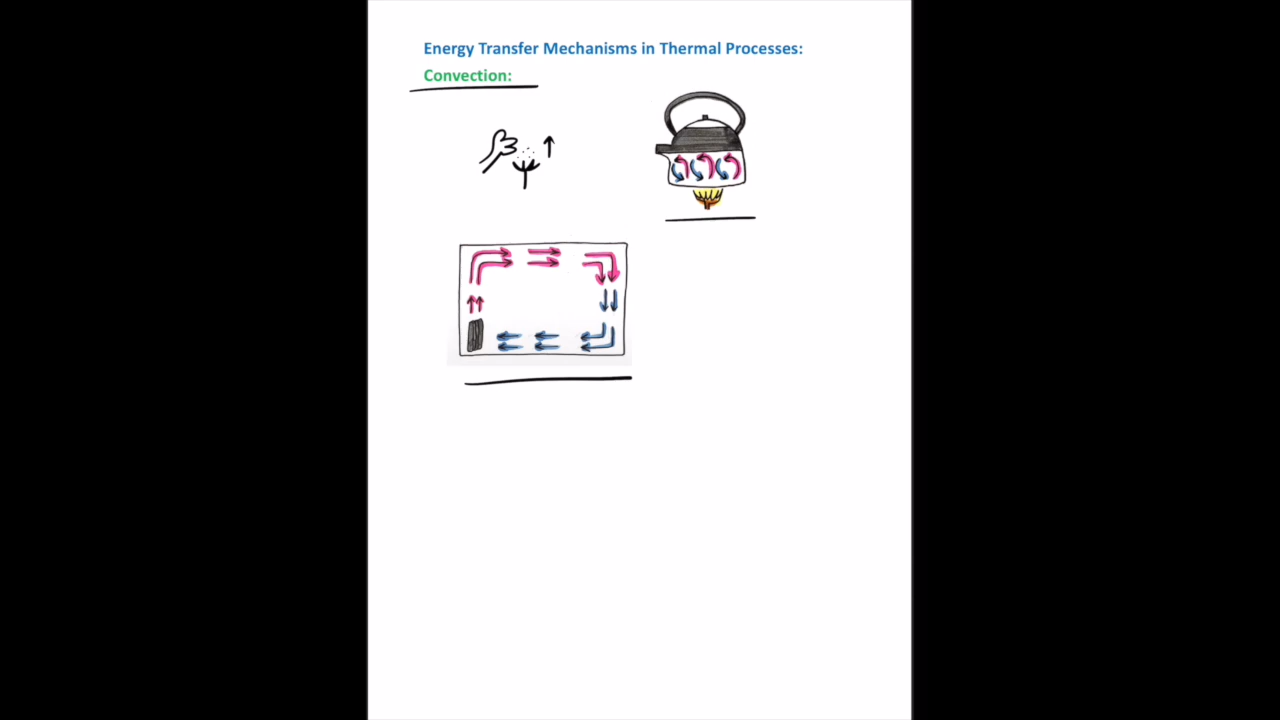 Energy Transfer Mechanisms in Thermal Processes:
Convection: